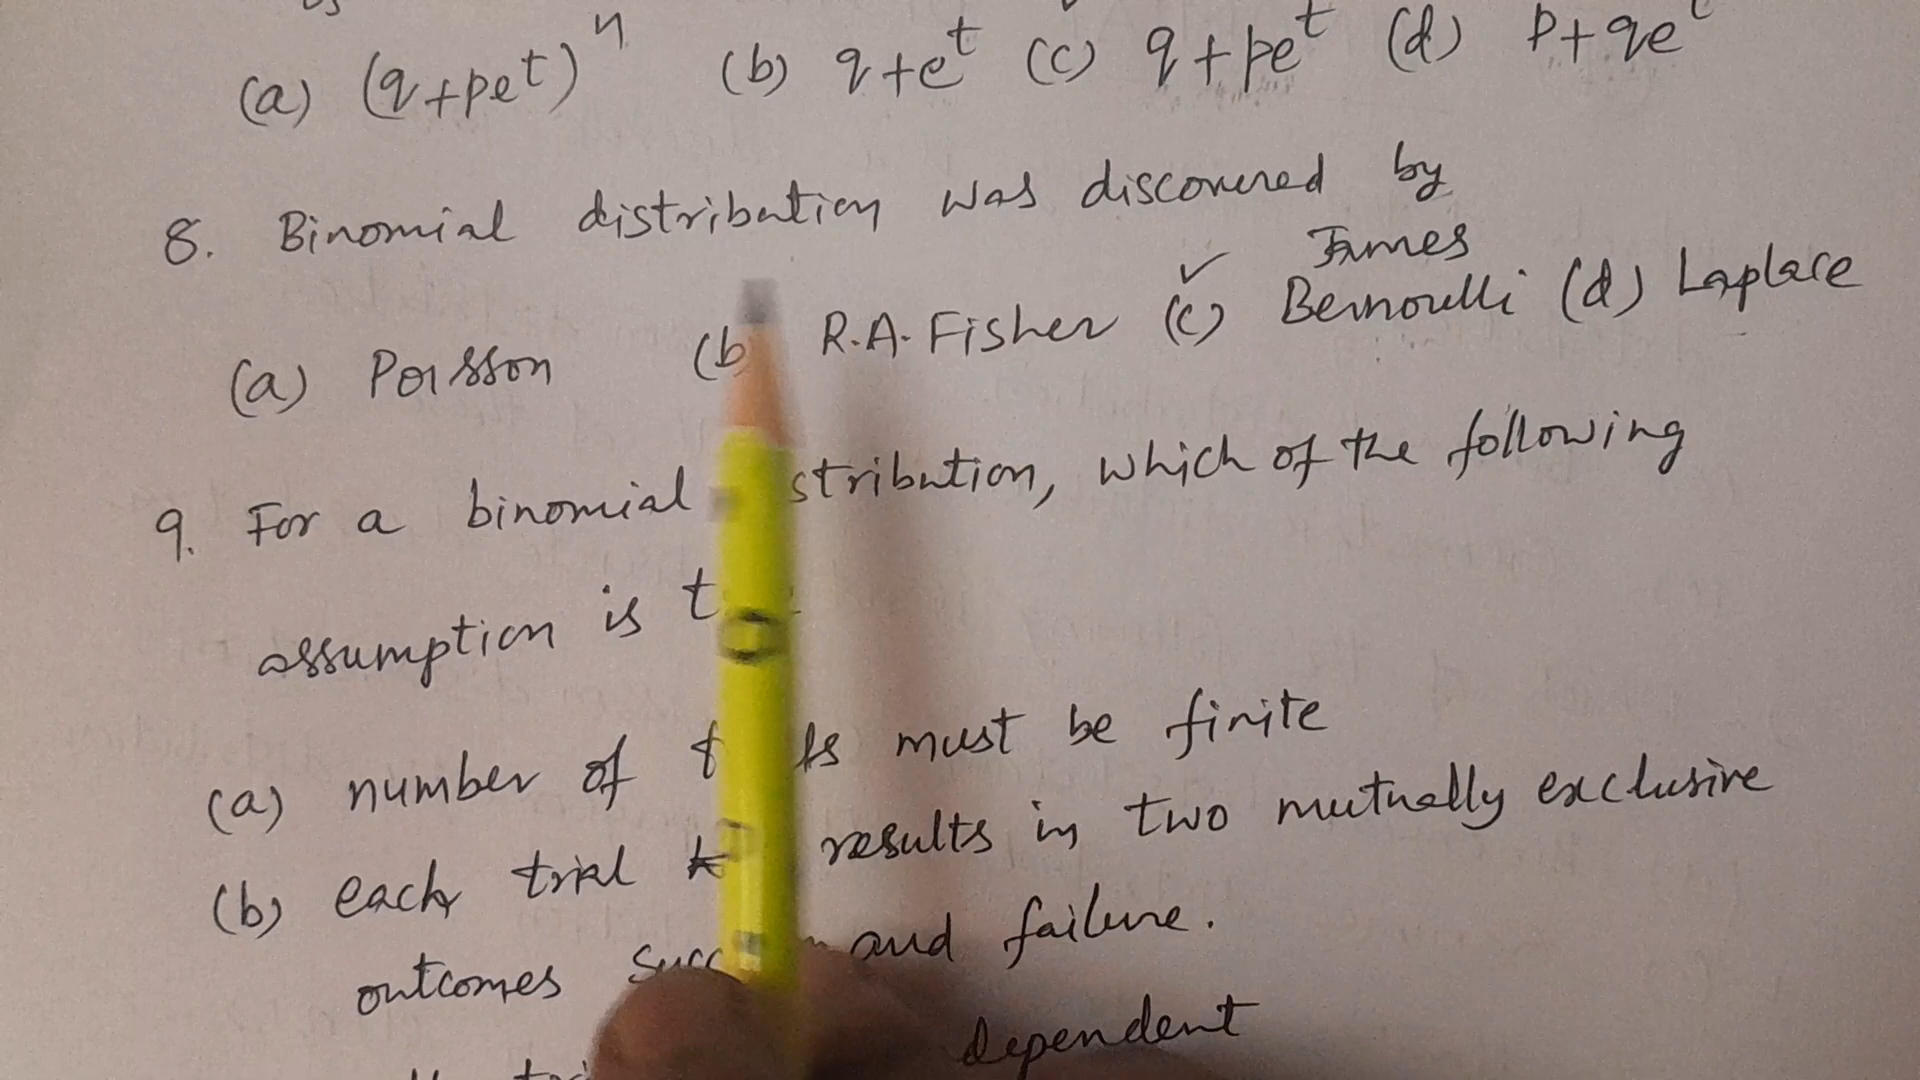 (a) (q+pe^t)^n (b) q+e^t (c) q+pe^t (d) p+qe^t
8. Binomial distribution was discovered by
(a) Poisson (b R.A. Fisher ✓(c) James Bernoulli (d) Laplace
9. For a binomial stribution, which of the following
assumption is
(a) number of must be finite
(b) each trial results in two mutually exclusive
outcomes and failure.
dependent